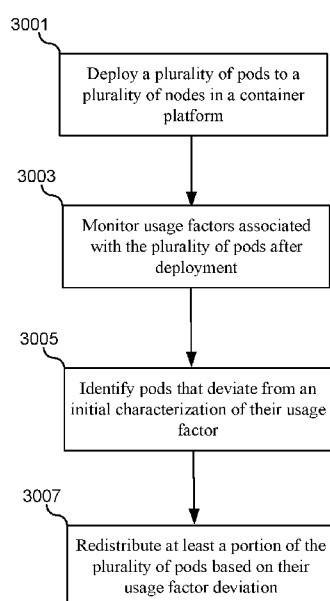 3001
Deploy a plurality of pods to a
plurality of nodes in a container
platform
3003
Monitor usage factors associated
with the plurality of pods after
deployment
3005
Identify pods that deviate from an
initial characterization of their usage
factor
3007
Redistribute at least a portion of the
plurality of pods based on their
usage factor deviation